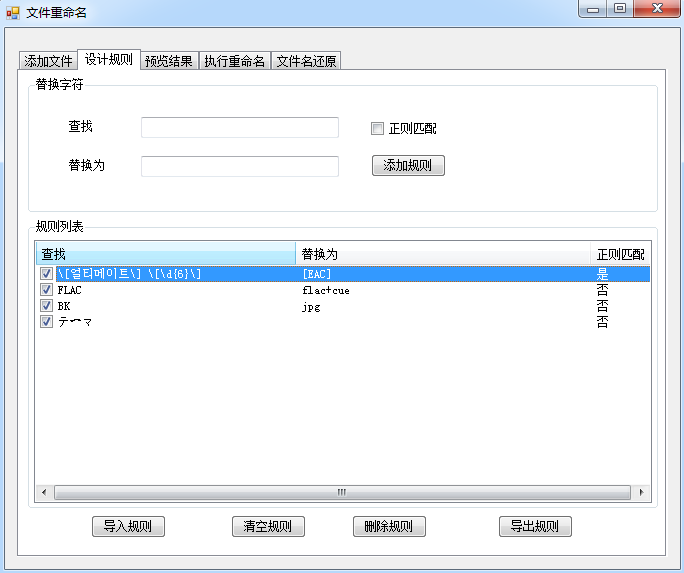 文件重命名
添加文件 设计规则 预览结果 执行重命名 文件名还原
替换字符
查找
正则匹配
替换为
添加规则
规则列表
查找 替换为 正则匹配
\[얼티메이트\] \[\d{6}\] [EAC] 是
FLAC flac+cue 否
BK jpg 否
テーマ 否
导入规则 清空规则 删除规则 导出规则